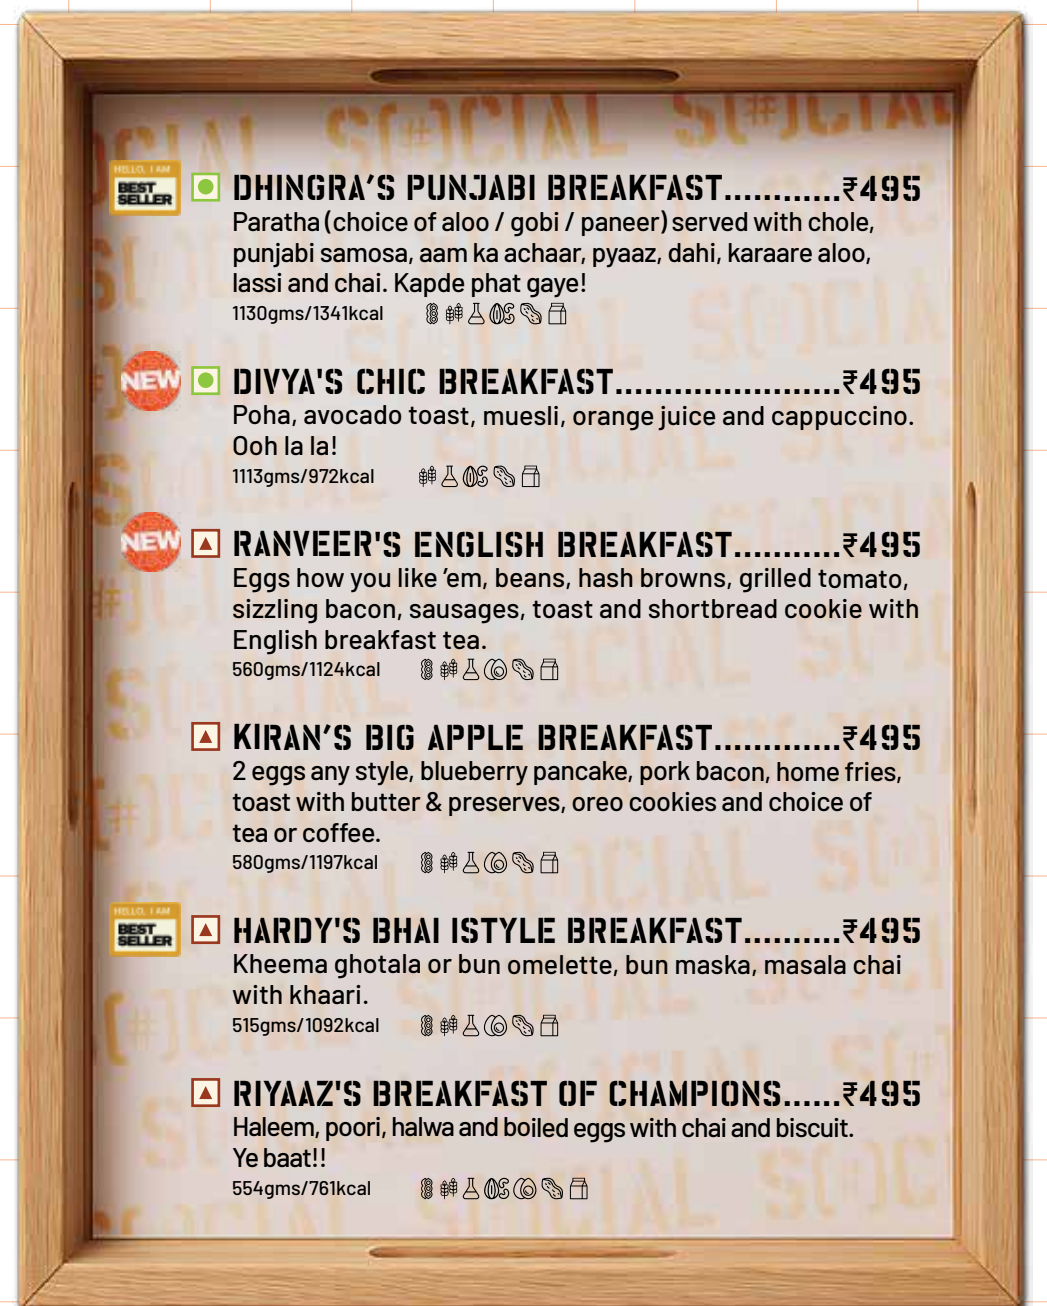 S(#)CIAL S(#)CIAL S(#)CIAL
HELLO, I AM
BEST
SELLER
DHINGRA'S PUNJABI BREAKFAST............₹495
Paratha (choice of aloo / gobi / paneer) served with chole,
punjabi samosa, aam ka achaar, pyaaz, dahi, karaare aloo,
lassi and chai. Kapde phat gaye!
1130gms/1341kcal
NEW
DIVYA'S CHIC BREAKFAST.......................₹495
Poha, avocado toast, muesli, orange juice and cappuccino.
Ooh la la!
1113gms/972kcal
NEW
RANVEER'S ENGLISH BREAKFAST...........₹495
Eggs how you like ’em, beans, hash browns, grilled tomato,
sizzling bacon, sausages, toast and shortbread cookie with
English breakfast tea.
560gms/1124kcal
KIRAN’S BIG APPLE BREAKFAST.............₹495
2 eggs any style, blueberry pancake, pork bacon, home fries,
toast with butter & preserves, oreo cookies and choice of
tea or coffee.
580gms/1197kcal
HELLO, I AM
BEST
SELLER
HARDY'S BHAI ISTYLE BREAKFAST..........₹495
Kheema ghotala or bun omelette, bun maska, masala chai
with khaari.
515gms/1092kcal
RIYAAZ'S BREAKFAST OF CHAMPIONS......₹495
Haleem, poori, halwa and boiled eggs with chai and biscuit.
Ye baat!!
554gms/761kcal